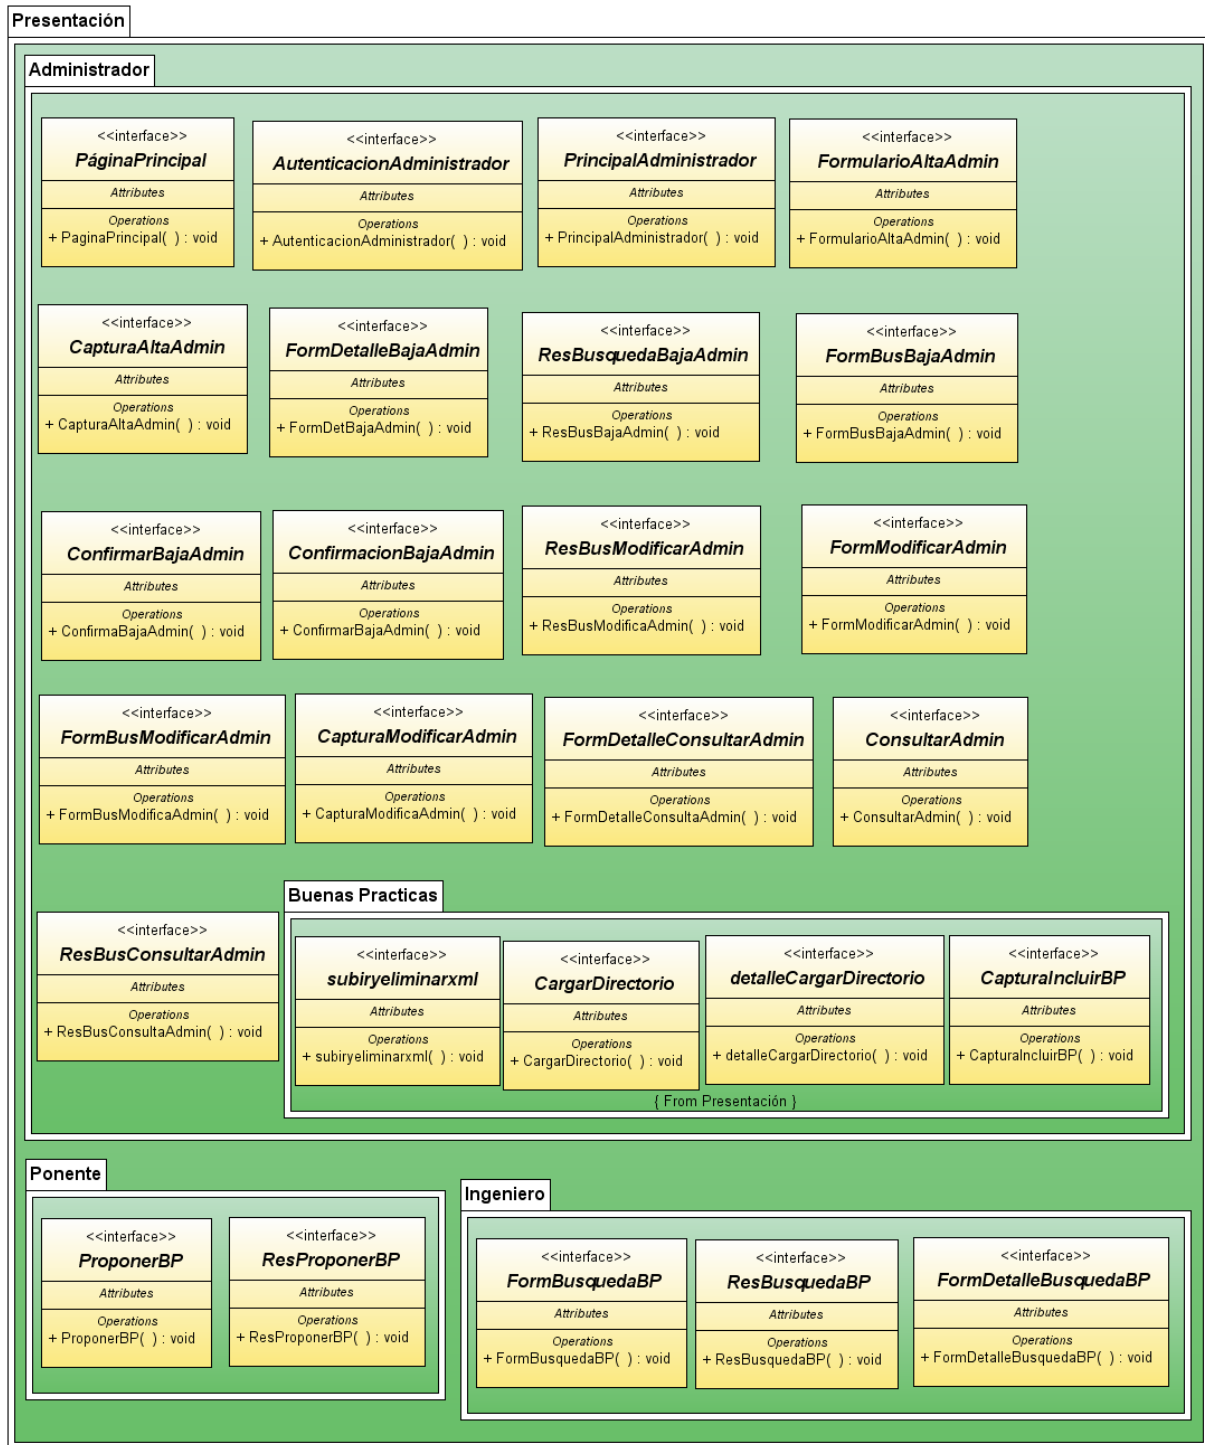 Presentación
Administrador
<<interface>>
PáginaPrincipal
Attributes
Operations
+ PaginaPrincipal( ) : void
<<interface>>
AutenticacionAdministrador
Attributes
Operations
+ AutenticacionAdministrador( ) : void
<<interface>>
PrincipalAdministrador
Attributes
Operations
+ PrincipalAdministrador( ) : void
<<interface>>
FormularioAltaAdmin
Attributes
Operations
+ FormularioAltaAdmin( ) : void
<<interface>>
CapturaAltaAdmin
Attributes
Operations
+ CapturaAltaAdmin( ) : void
<<interface>>
FormDetalleBajaAdmin
Attributes
Operations
+ FormDetBajaAdmin( ) : void
<<interface>>
ResBusquedaBajaAdmin
Attributes
Operations
+ ResBusBajaAdmin( ) : void
<<interface>>
FormBusBajaAdmin
Attributes
Operations
+ FormBusBajaAdmin( ) : void
<<interface>>
ConfirmarBajaAdmin
Attributes
Operations
+ ConfirmaBajaAdmin( ) : void
<<interface>>
ConfirmacionBajaAdmin
Attributes
Operations
+ ConfirmarBajaAdmin( ) : void
<<interface>>
ResBusModificarAdmin
Attributes
Operations
+ ResBusModificaAdmin( ) : void
<<interface>>
FormModificarAdmin
Attributes
Operations
+ FormModificarAdmin( ) : void
<<interface>>
FormBusModificarAdmin
Attributes
Operations
+ FormBusModificaAdmin( ) : void
<<interface>>
CapturaModificarAdmin
Attributes
Operations
+ CapturaModificaAdmin( ) : void
<<interface>>
FormDetalleConsultarAdmin
Attributes
Operations
+ FormDetalleConsultaAdmin( ) : void
<<interface>>
ConsultarAdmin
Attributes
Operations
+ ConsultarAdmin( ) : void
<<interface>>
ResBusConsultarAdmin
Attributes
Operations
+ ResBusConsultaAdmin( ) : void
Buenas Practicas
<<interface>>
subiryeliminarxml
Attributes
Operations
+ subiryeliminarxml( ) : void
<<interface>>
CargarDirectorio
Attributes
Operations
+ CargarDirectorio( ) : void
<<interface>>
detalleCargarDirectorio
Attributes
Operations
+ detalleCargarDirectorio( ) : void
<<interface>>
CapturaIncluirBP
Attributes
Operations
+ CapturaIncluirBP( ) : void
{ From Presentación }
Ponente
<<interface>>
ProponerBP
Attributes
Operations
+ ProponerBP( ) : void
<<interface>>
ResProponerBP
Attributes
Operations
+ ResProponerBP( ) : void
Ingeniero
<<interface>>
FormBusquedaBP
Attributes
Operations
+ FormBusquedaBP( ) : void
<<interface>>
ResBusquedaBP
Attributes
Operations
+ ResBusquedaBP( ) : void
<<interface>>
FormDetalleBusquedaBP
Attributes
Operations
+ FormDetalleBusquedaBP( ) : void